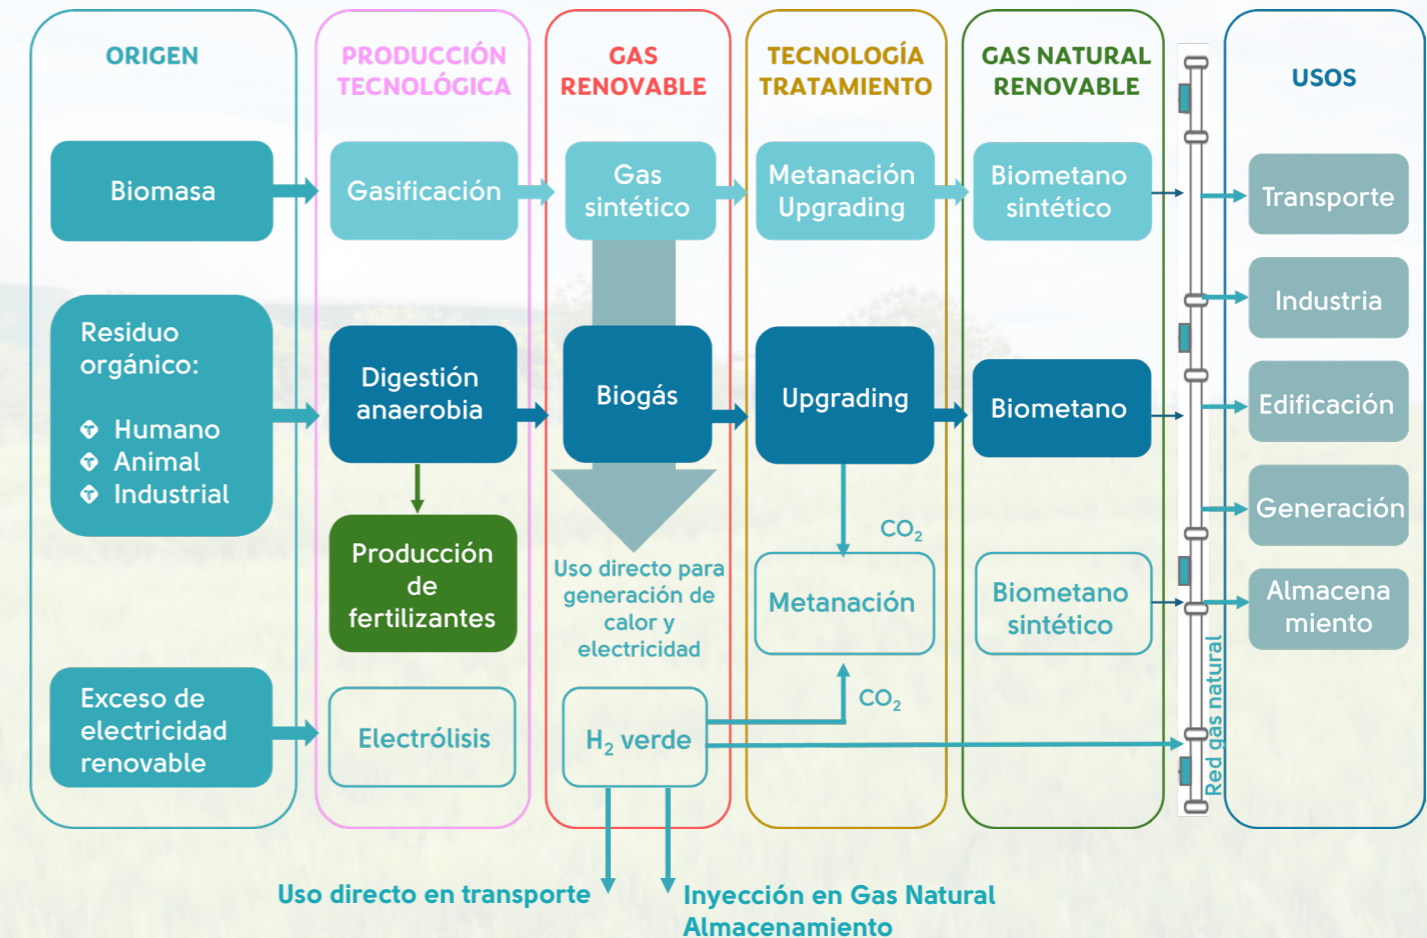 ORIGEN
PRODUCCIÓN
TECNOLÓGICA
GAS
RENOVABLE
TECNOLOGÍA
TRATAMIENTO
GAS NATURAL
RENOVABLE
USOS
Biomasa
Gasificación
Gas
sintético
Metanación
Upgrading
Biometano
sintético
Transporte
Industria
Residuo
orgánico:
Humano
Animal
Industrial
Digestión
anaerobia
Biogás
Upgrading
Biometano
Edificación
Generación
Producción
de
fertilizantes
Uso directo para
generación de
calor y
electricidad
CO₂
Metanación
Biometano
sintético
Almacena
miento
Exceso de
electricidad
renovable
Electrólisis
H₂ verde
CO₂
Red gas natural
Uso directo en transporte
Inyección en Gas Natural
Almacenamiento